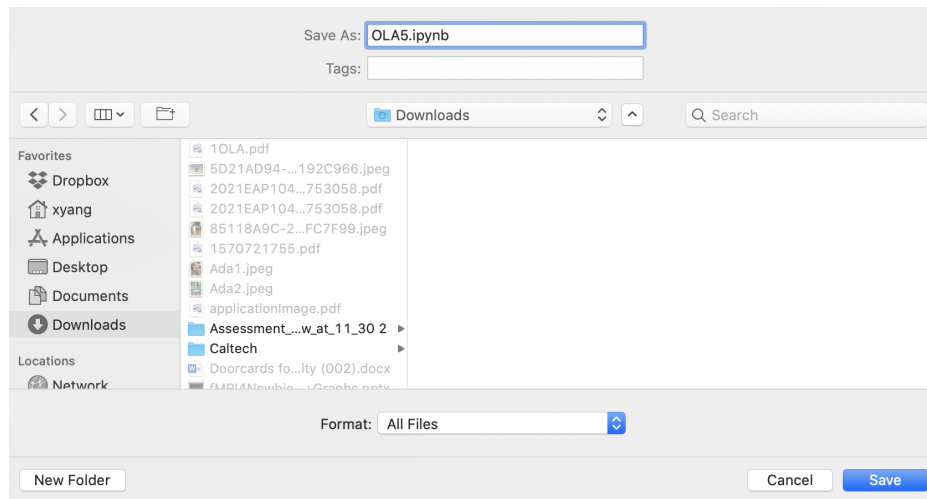 Save As: OLA5.ipynb
Tags:
Downloads
Search
Favorites
Dropbox
xyang
Applications
Desktop
Documents
Downloads
Locations
Network
1OLA.pdf
5D21AD94-...192C966.jpeg
2021EAP104...753058.pdf
2021EAP104...753058.pdf
85118A9C-2...FC7F99.jpeg
1570721755.pdf
Ada1.jpeg
Ada2.jpeg
applicationImage.pdf
Assessment_...w_at_11_30 2
Caltech
Doorcards fo...lty (002).docx
Format: All Files
New Folder
Cancel
Save